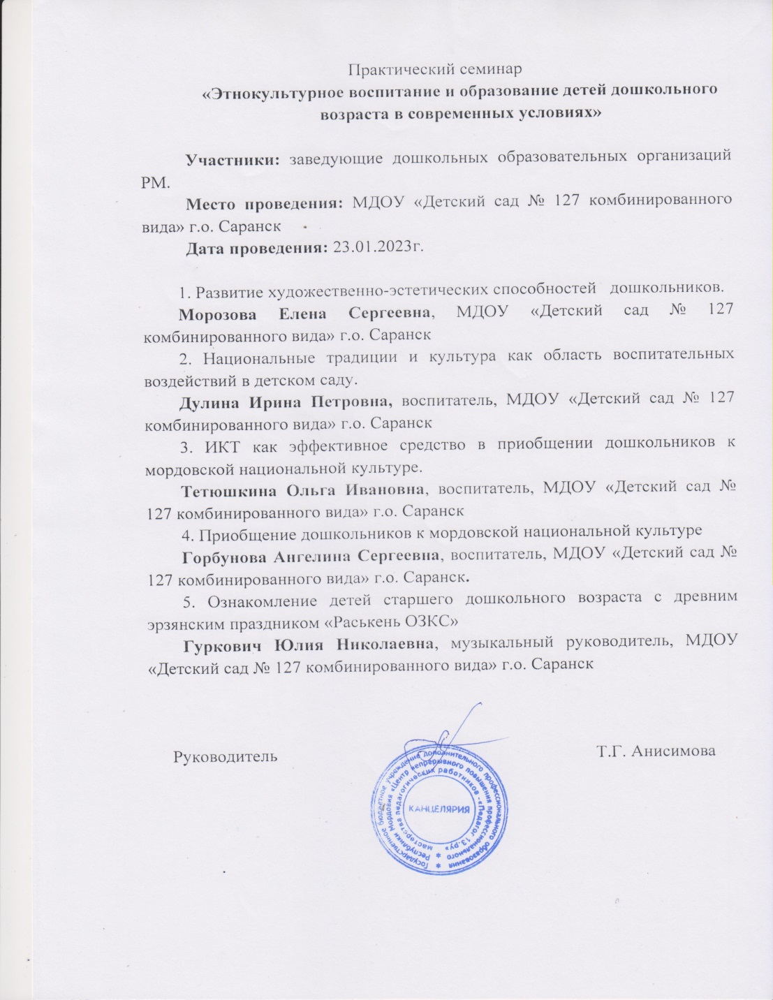 Практический семинар
«Этнокультурное воспитание и образование детей дошкольного
возраста в современных условиях»
Участники: заведующие дошкольных образовательных организаций
РМ.
Место проведения: МДОУ «Детский сад № 127 комбинированного
вида» г.о. Саранск
Дата проведения: 23.01.2023г.
1. Развитие художественно-эстетических способностей дошкольников.
Морозова Елена Сергеевна, МДОУ «Детский сад № 127
комбинированного вида» г.о. Саранск
2. Национальные традиции и культура как область воспитательных
воздействий в детском саду.
Дулина Ирина Петровна, воспитатель, МДОУ «Детский сад № 127
комбинированного вида» г.о. Саранск
3. ИКТ как эффективное средство в приобщении дошкольников к
мордовской национальной культуре.
Тетюшкина Ольга Ивановна, воспитатель, МДОУ «Детский сад №
127 комбинированного вида» г.о. Саранск
4. Приобщение дошкольников к мордовской национальной культуре
Горбунова Ангелина Сергеевна, воспитатель, МДОУ «Детский сад №
127 комбинированного вида» г.о. Саранск.
5. Ознакомление детей старшего дошкольного возраста с древним
эрзянским праздником «Раськень ОЗКС»
Гуркович Юлия Николаевна, музыкальный руководитель, МДОУ
«Детский сад № 127 комбинированного вида» г.о. Саранск
Руководитель
Т.Г. Анисимова
Государственное бюджетное учреждение дополнительного профессионального образования
Республики Мордовия «Центр непрерывного повышения профессионального
мастерства педагогических работников - «Педагог 13.ру»
КАНЦЕЛЯРИЯ